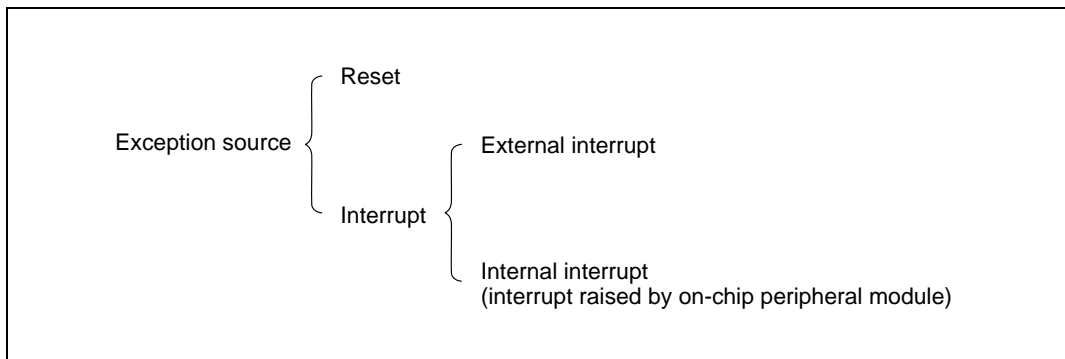 Reset
Exception source
External interrupt
Interrupt
Internal interrupt
(interrupt raised by on-chip peripheral module)